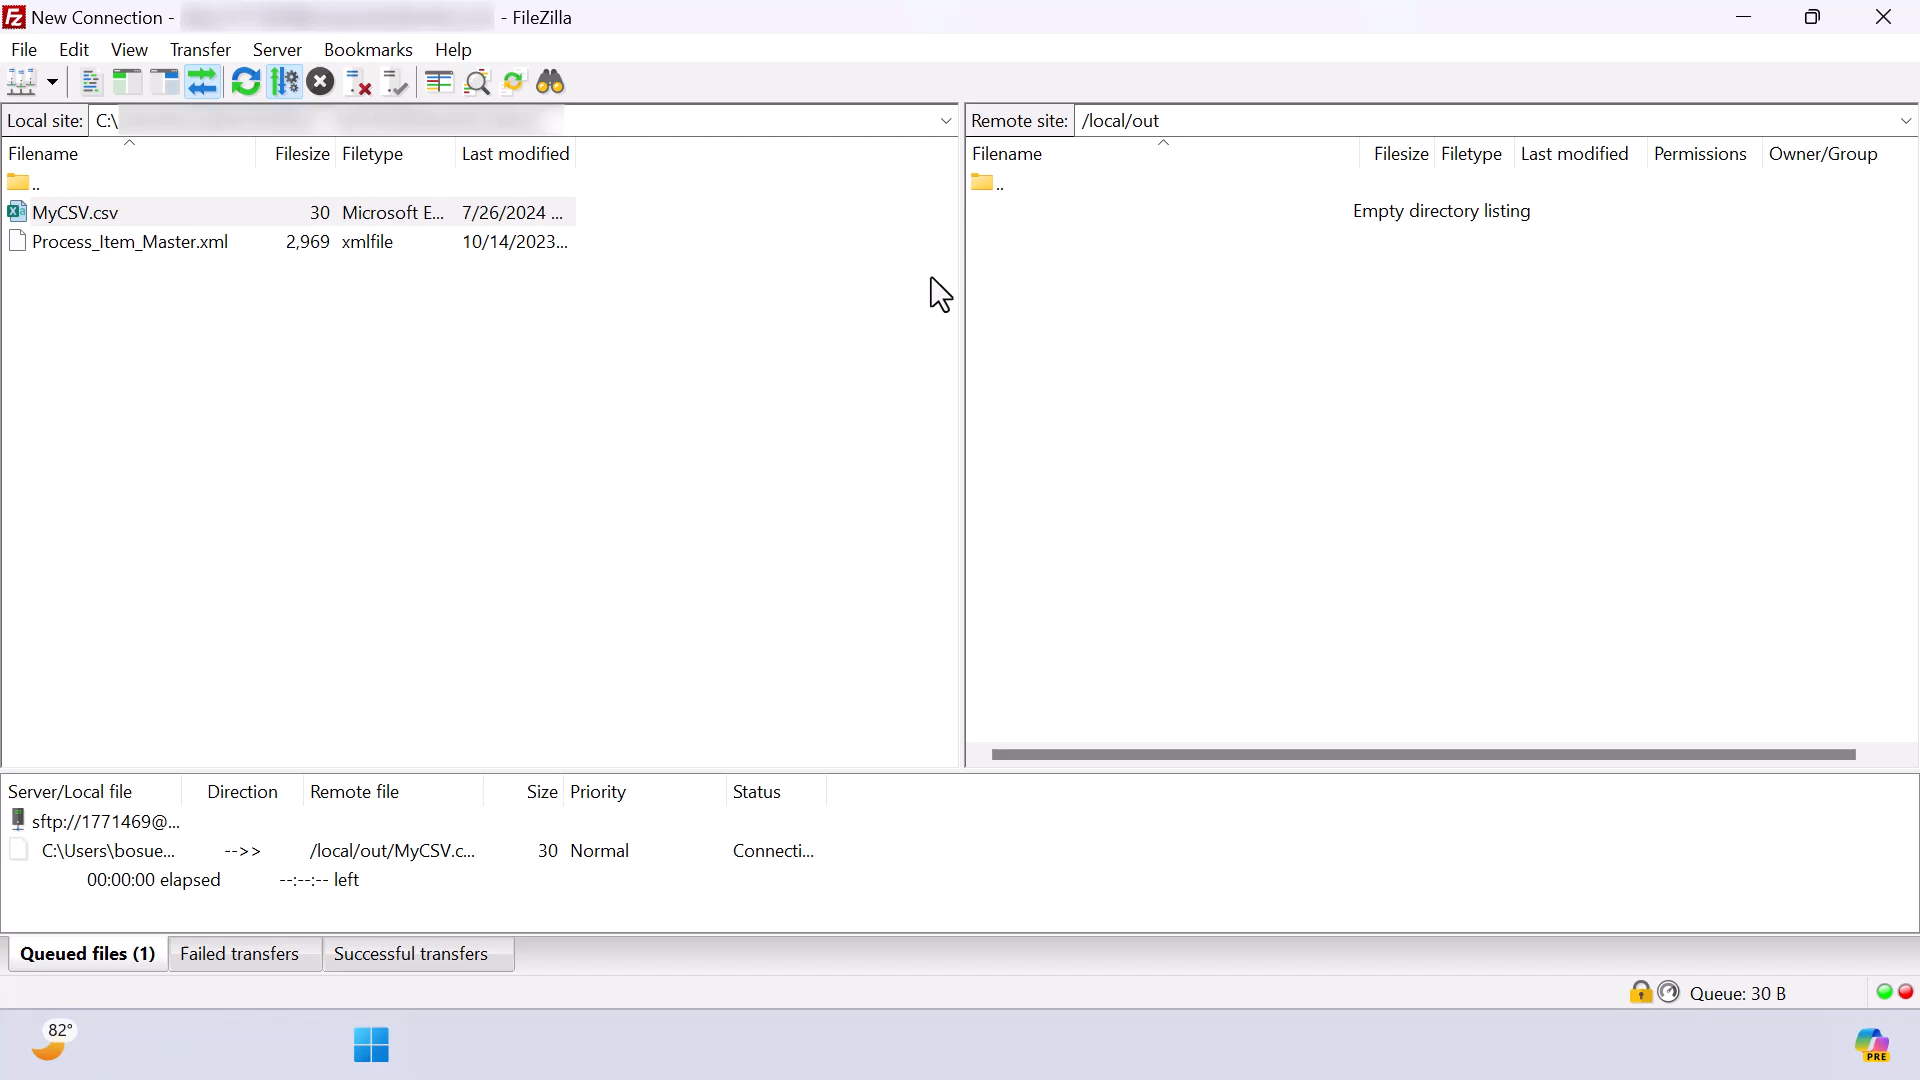 New Connection - - FileZilla
File Edit View Transfer Server Bookmarks Help
Local site: C:\
Remote site: /local/out
Filename Filesize Filetype Last modified
Filename Filesize Filetype Last modified Permissions Owner/Group
..
..
MyCSV.csv 30 Microsoft E... 7/26/2024 ...
Empty directory listing
Process_Item_Master.xml 2,969 xmlfile 10/14/2023...
Server/Local file Direction Remote file Size Priority Status
sftp://1771469@...
C:\Users\bosue... -->> /local/out/MyCSV.c... 30 Normal Connecti...
00:00:00 elapsed --:--:-- left
Queued files (1) Failed transfers Successful transfers
Queue: 30 B
82°
PRE